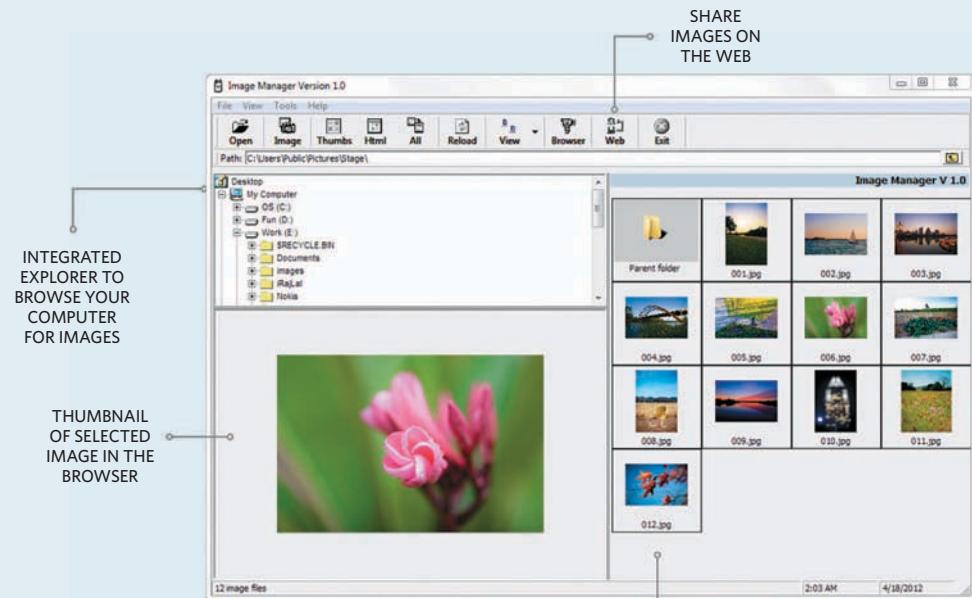 SHARE
IMAGES ON
THE WEB
Image Manager Version 1.0
File View Tools Help
Open Image Thumbs Html All Reload View Browser Web Exit
Path: C:\Users\Public\Pictures\Stage\
Desktop
My Computer
OS (C:)
Fun (D:)
Work (E:)
$RECYCLE.BIN
Documents
images
iRajLal
Nokia
Image Manager V 1.0
Parent folder 001.jpg 002.jpg 003.jpg
004.jpg 005.jpg 006.jpg 007.jpg
008.jpg 009.jpg 010.jpg 011.jpg
012.jpg
INTEGRATED
EXPLORER TO
BROWSE YOUR
COMPUTER
FOR IMAGES
THUMBNAIL
OF SELECTED
IMAGE IN THE
BROWSER
12 image files 2:03 AM 4/18/2012